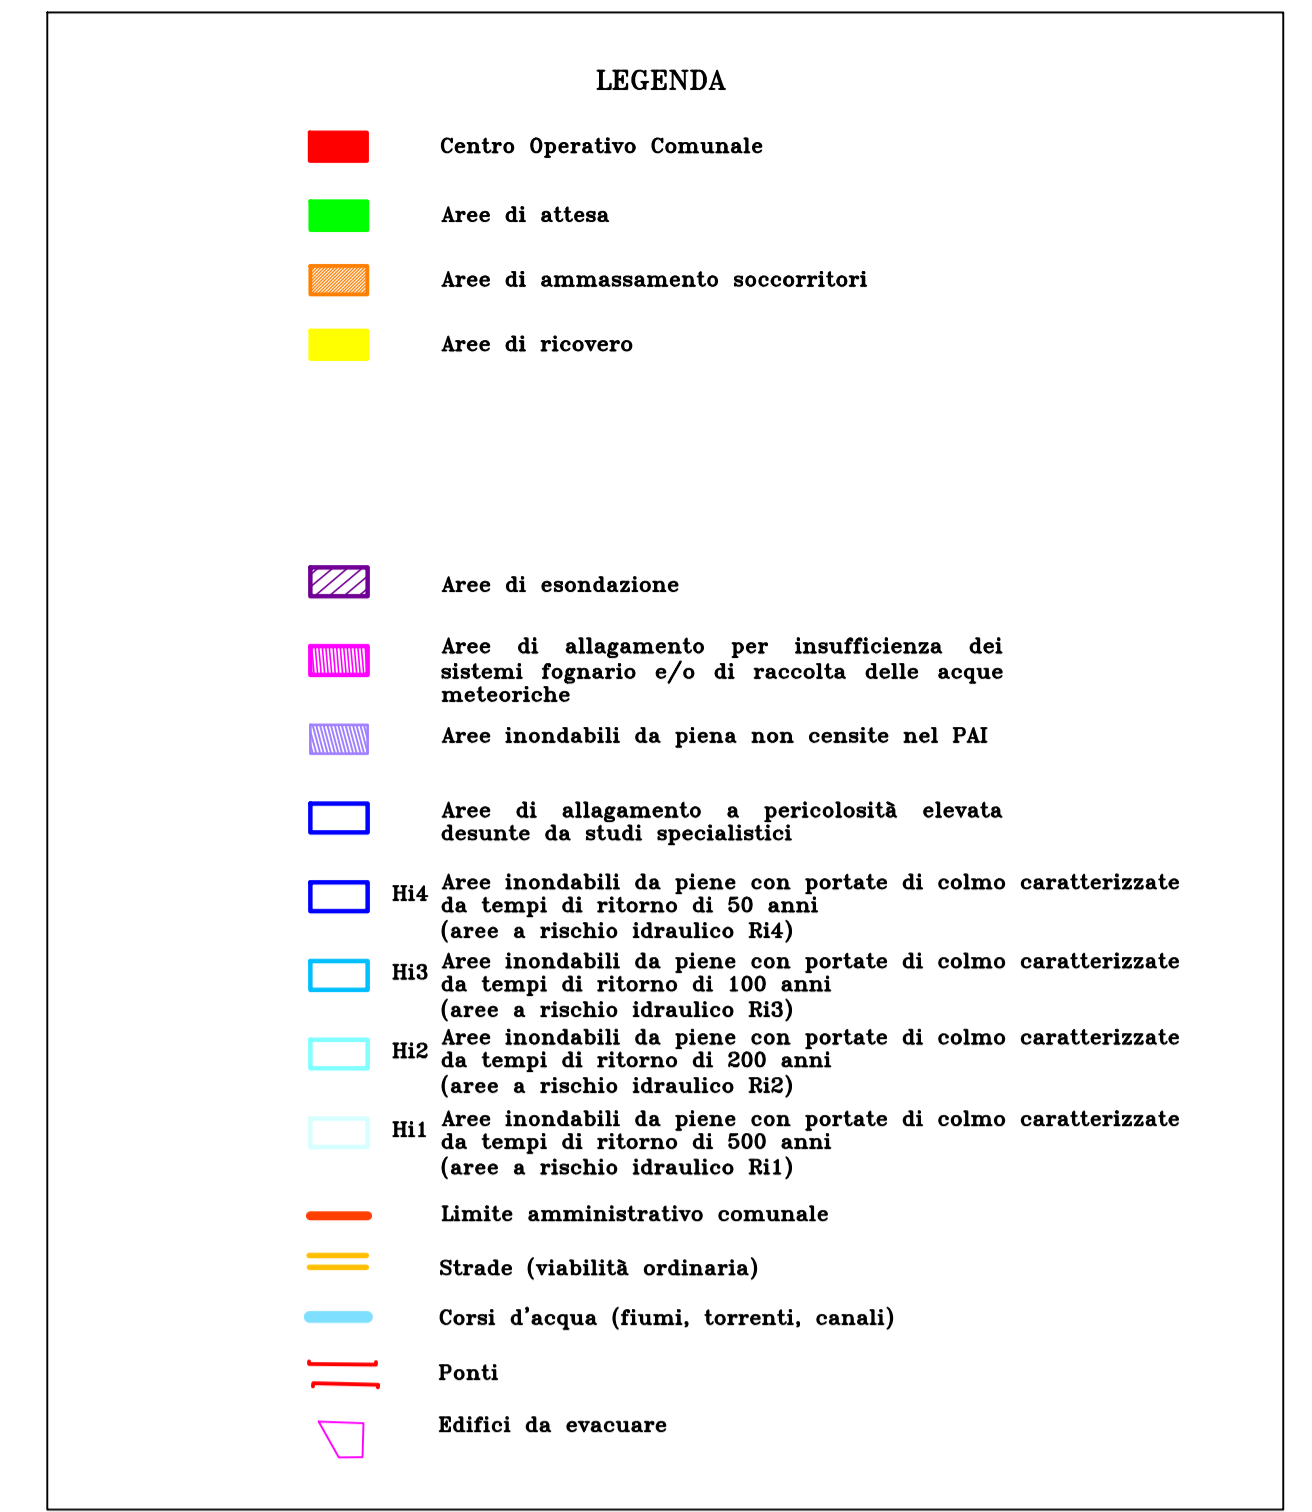 LEGENDA
Centro Operativo Comunale
Aree di attesa
Aree di ammassamento soccorritori
Aree di ricovero
Aree di esondazione
Aree di allagamento per insufficienza dei
sistemi fognario e/o di raccolta delle acque
meteoriche
Aree inondabili da piena non censite nel PAI
Aree di allagamento a pericolosità elevata
desunte da studi specialistici
Hi4 Aree inondabili da piene con portate di colmo caratterizzate
da tempi di ritorno di 50 anni
(aree a rischio idraulico Ri4)
Hi3 Aree inondabili da piene con portate di colmo caratterizzate
da tempi di ritorno di 100 anni
(aree a rischio idraulico Ri3)
Hi2 Aree inondabili da piene con portate di colmo caratterizzate
da tempi di ritorno di 200 anni
(aree a rischio idraulico Ri2)
Hi1 Aree inondabili da piene con portate di colmo caratterizzate
da tempi di ritorno di 500 anni
(aree a rischio idraulico Ri1)
Limite amministrativo comunale
Strade (viabilità ordinaria)
Corsi d'acqua (fiumi, torrenti, canali)
Ponti
Edifici da evacuare